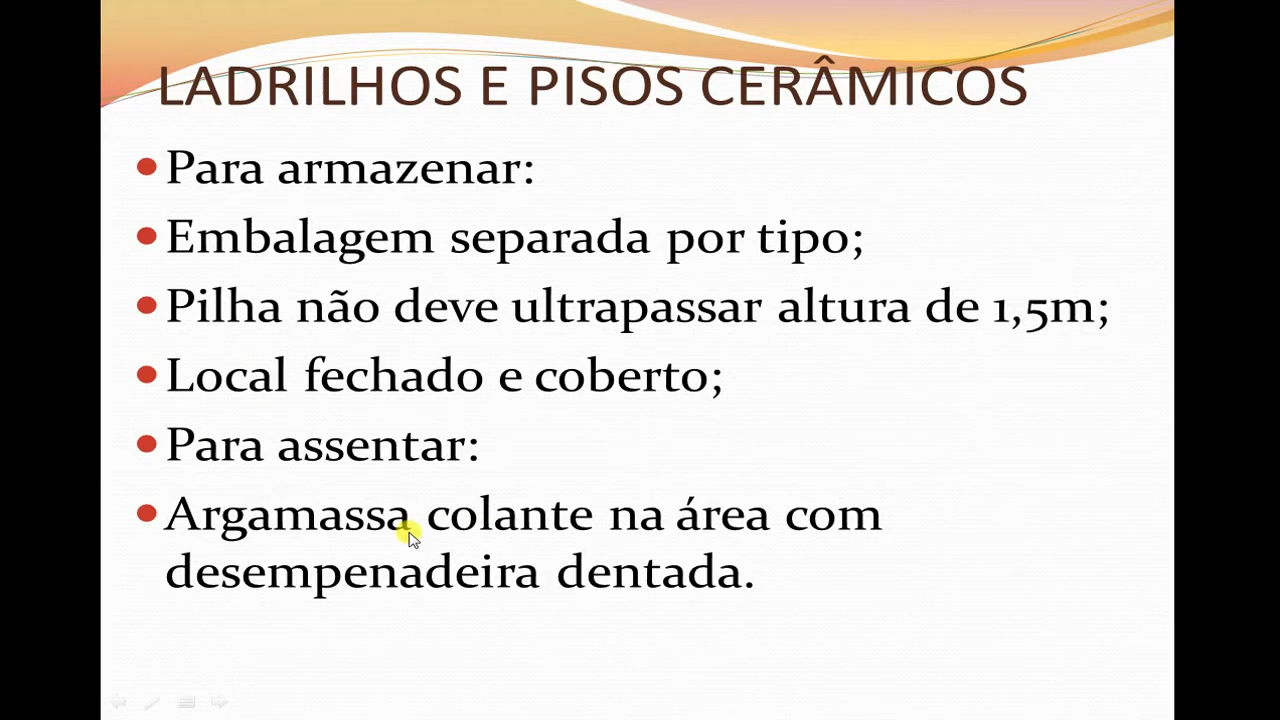 LADRILHOS E PISOS CERÂMICOS
Para armazenar:
Embalagem separada por tipo;
Pilha não deve ultrapassar altura de 1,5m;
Local fechado e coberto;
Para assentar:
Argamassa colante na área com
desempenadeira dentada.